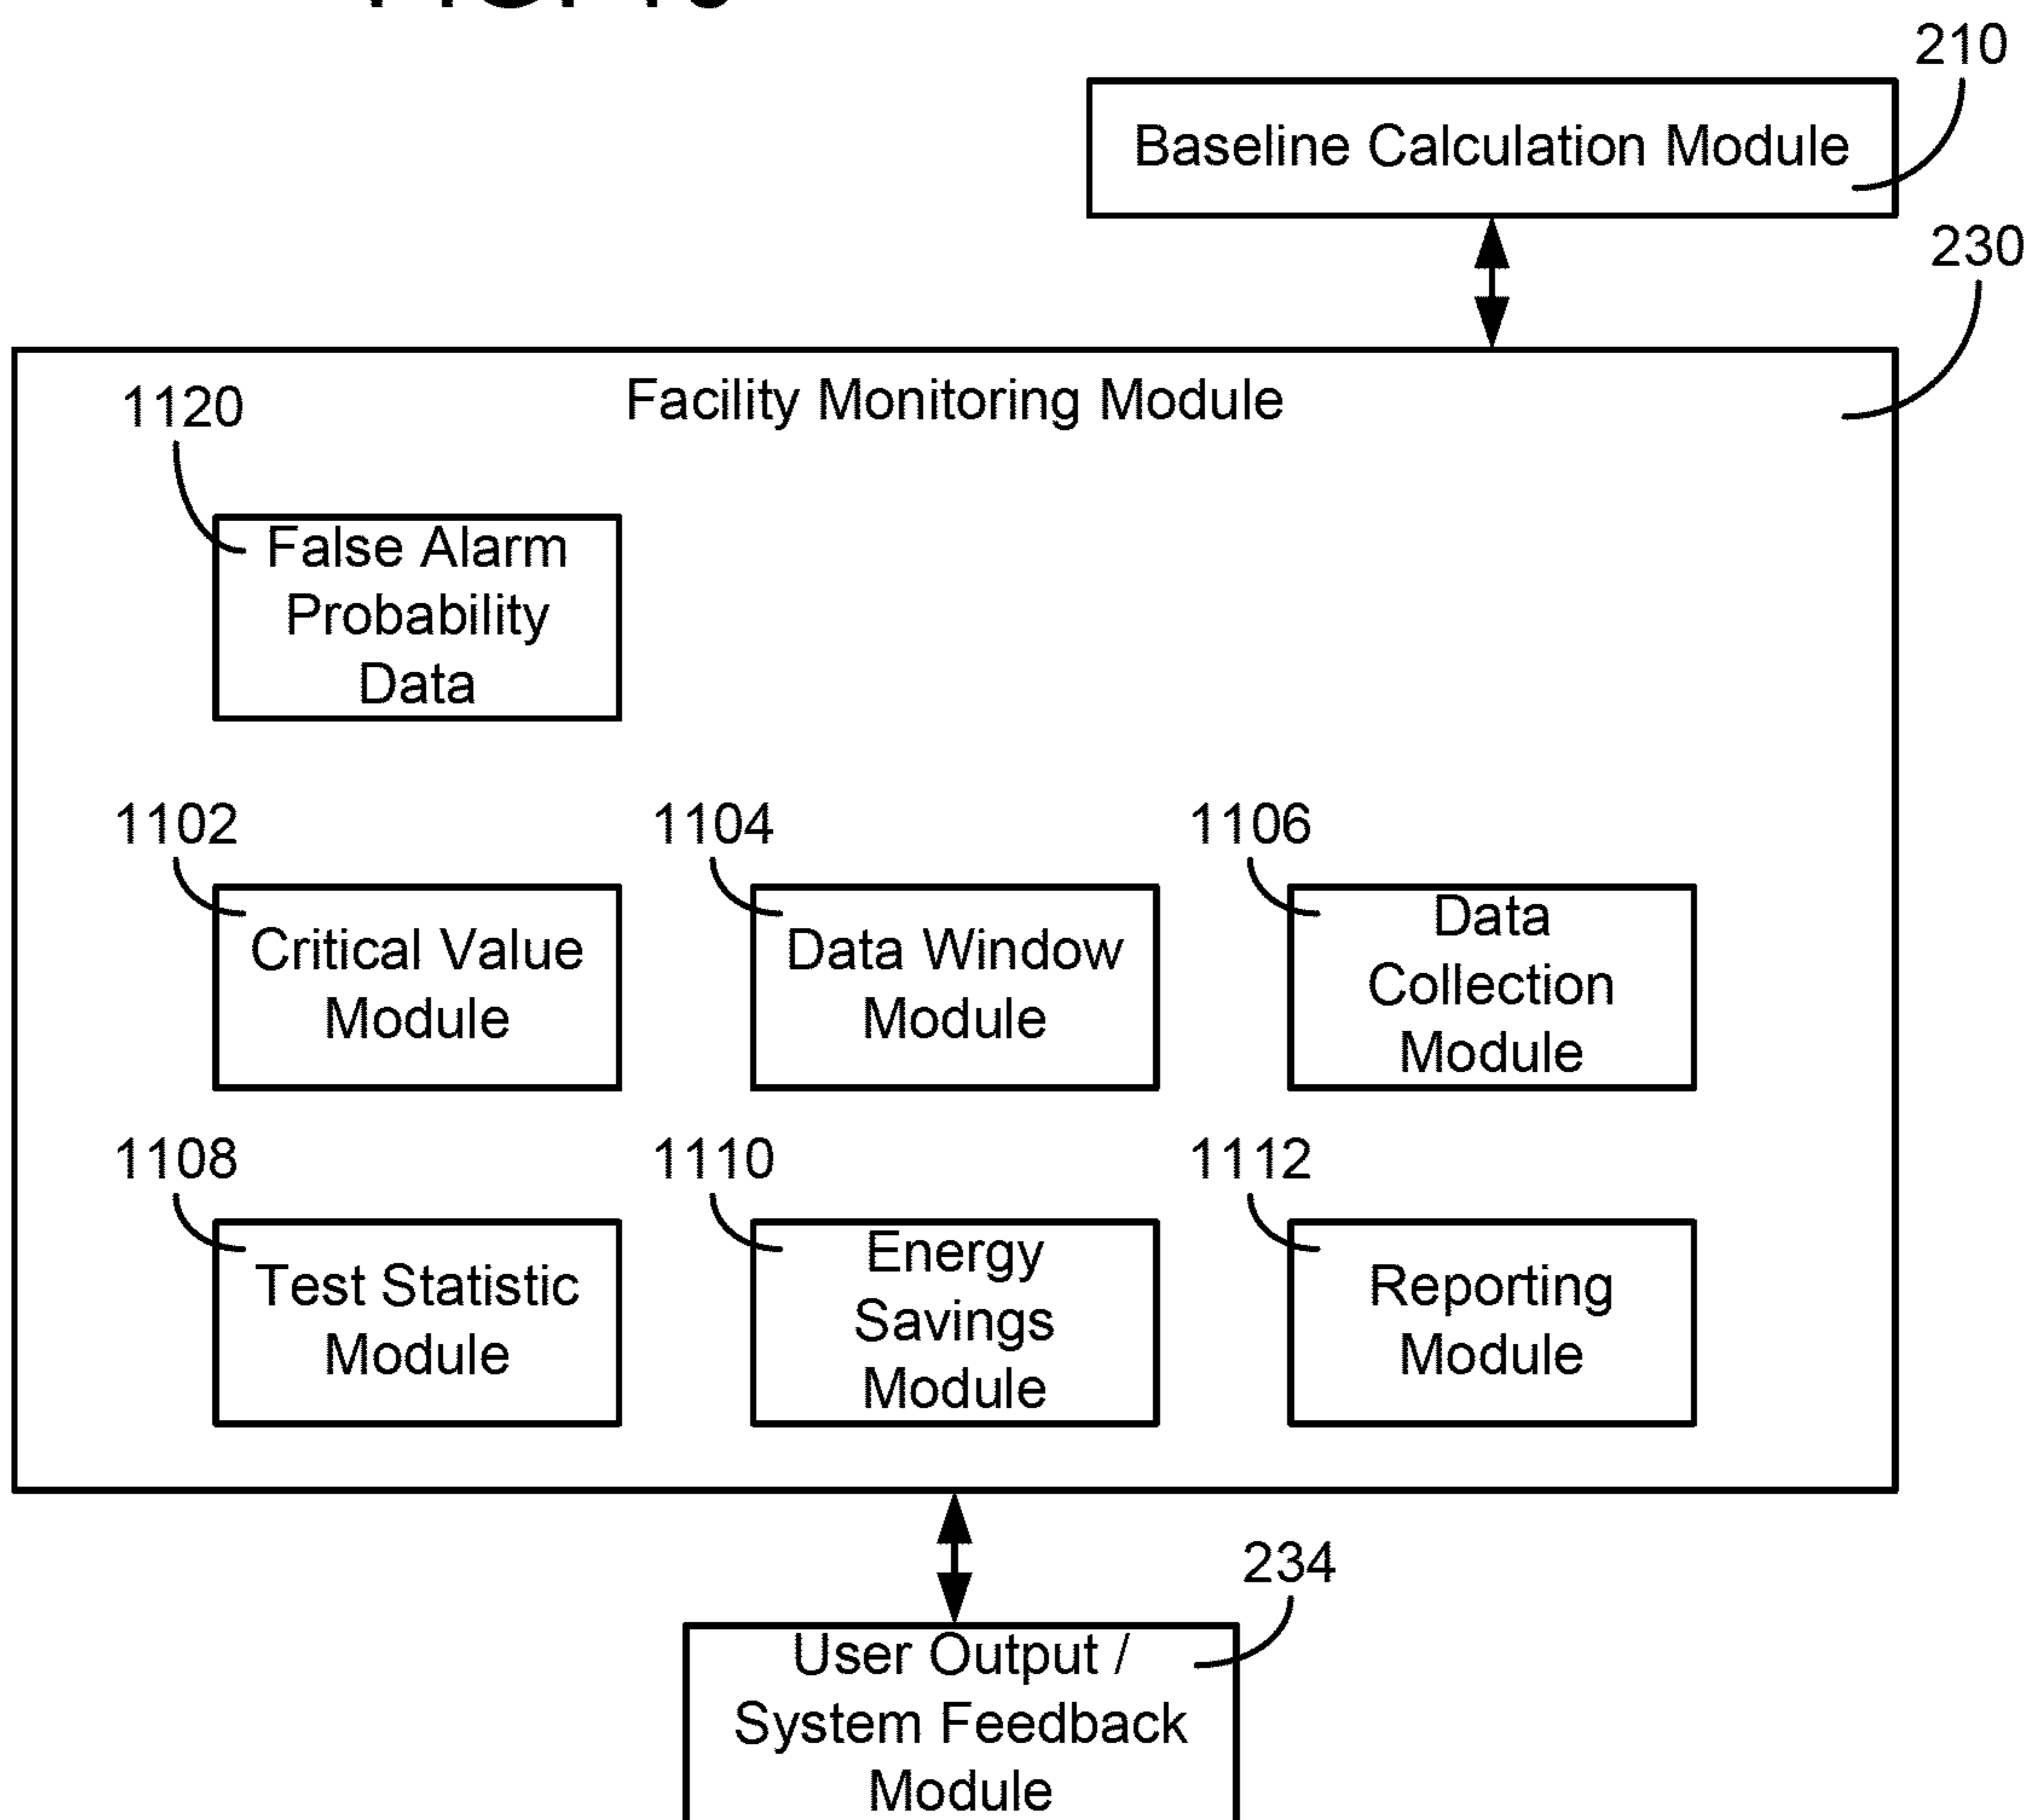 210
Baseline Calculation Module
230
Facility Monitoring Module
1120
False Alarm
Probability
Data
1102
Critical Value
Module
1104
Data Window
Module
1106
Data
Collection
Module
1108
Test Statistic
Module
1110
Energy
Savings
Module
1112
Reporting
Module
234
User Output /
System Feedback
Module